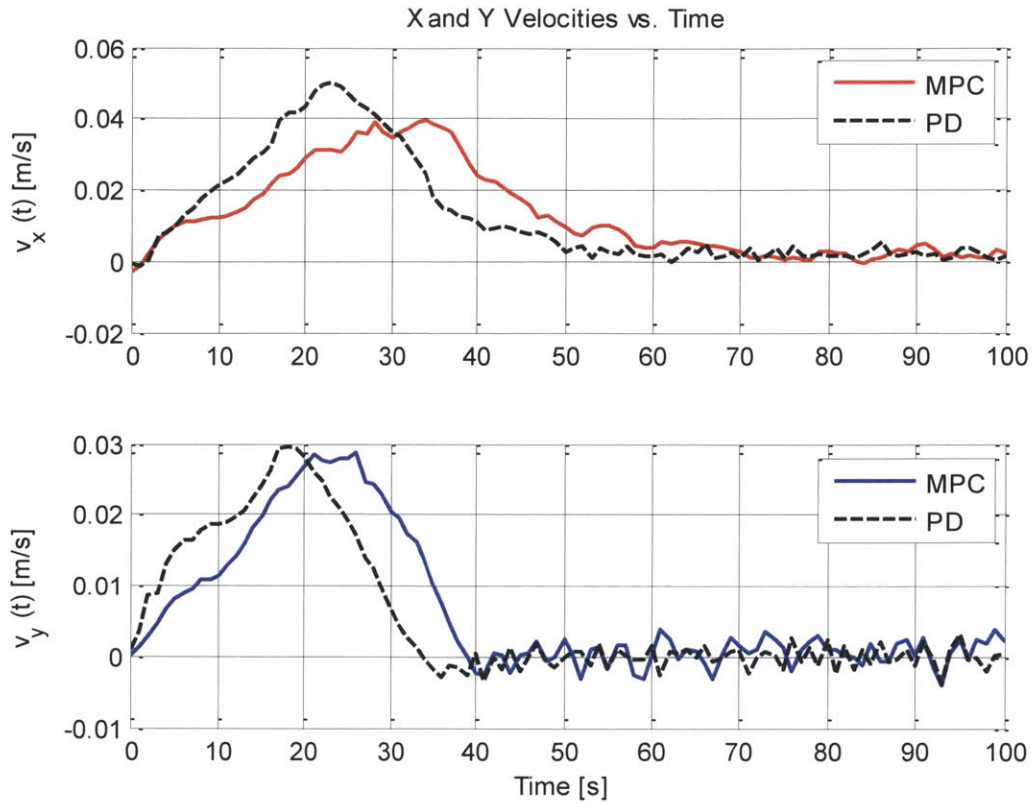 X and Y Velocities vs. Time
0.06
0.04
0.02
0
-0.02
v_x (t) [m/s]
MPC
PD
0 10 20 30 40 50 60 70 80 90 100
0.03
0.02
0.01
0
-0.01
v_y (t) [m/s]
MPC
PD
0 10 20 30 40 50 60 70 80 90 100
Time [s]